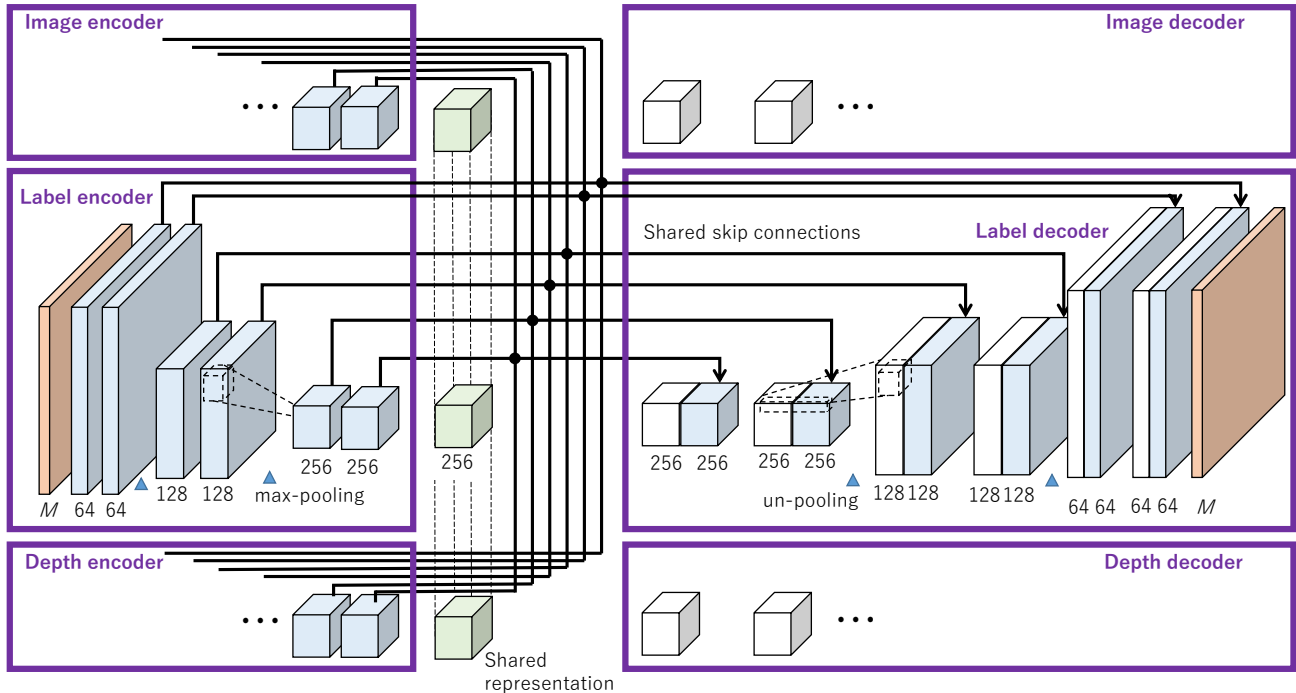 Image encoder
Image decoder
• • •
• • •
Label encoder
Shared skip connections
Label decoder
256 256
256
256 256
256 256
128 128
max-pooling
un-pooling
128 128
128 128
M 64 64
64 64
64 64
M
Depth encoder
Depth decoder
• • •
• • •
Shared
representation